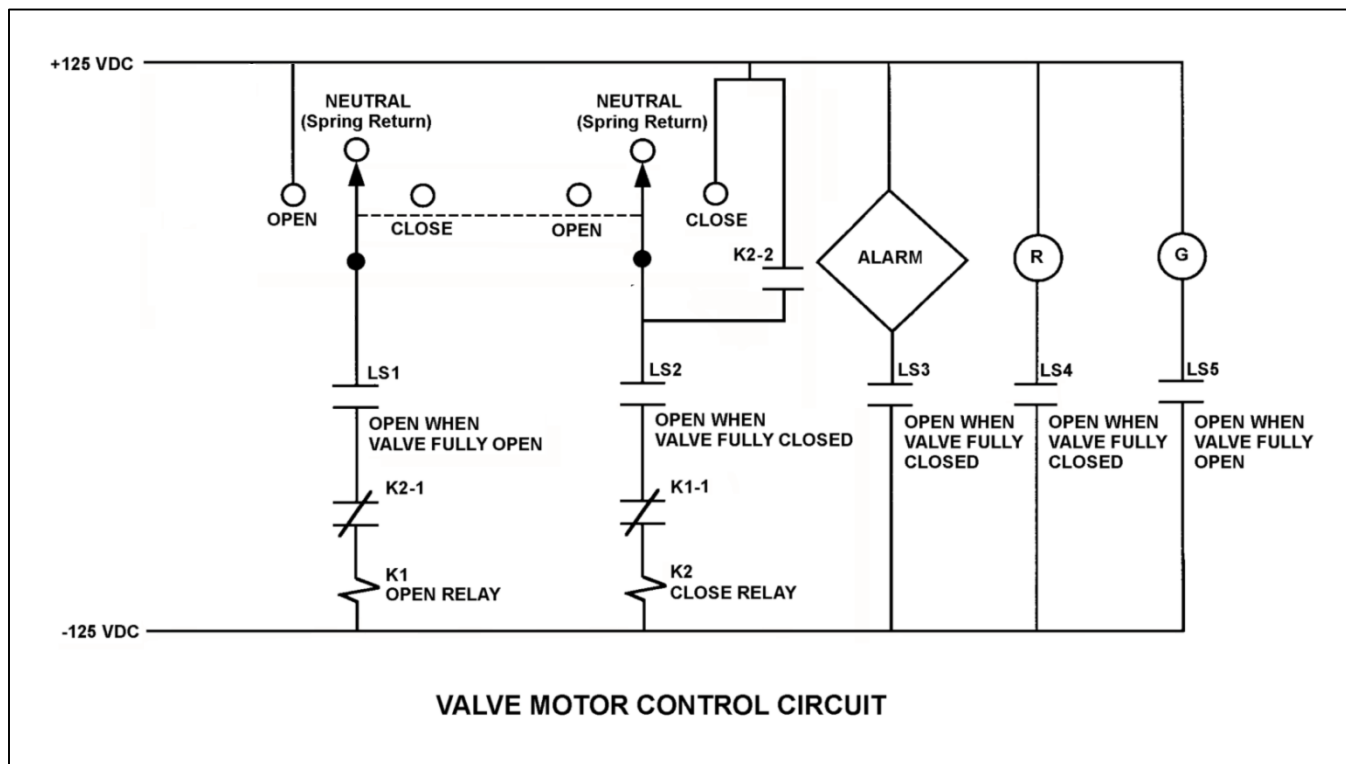 +125 VDC
NEUTRAL
(Spring Return)
NEUTRAL
(Spring Return)
OPEN
CLOSE
OPEN
CLOSE
K2-2
ALARM
R
G
LS1
OPEN WHEN
VALVE FULLY OPEN
LS2
OPEN WHEN
VALVE FULLY CLOSED
LS3
OPEN WHEN
VALVE FULLY
CLOSED
LS4
OPEN WHEN
VALVE FULLY
CLOSED
LS5
OPEN WHEN
VALVE FULLY
OPEN
K2-1
K1-1
K1
OPEN RELAY
K2
CLOSE RELAY
-125 VDC
VALVE MOTOR CONTROL CIRCUIT